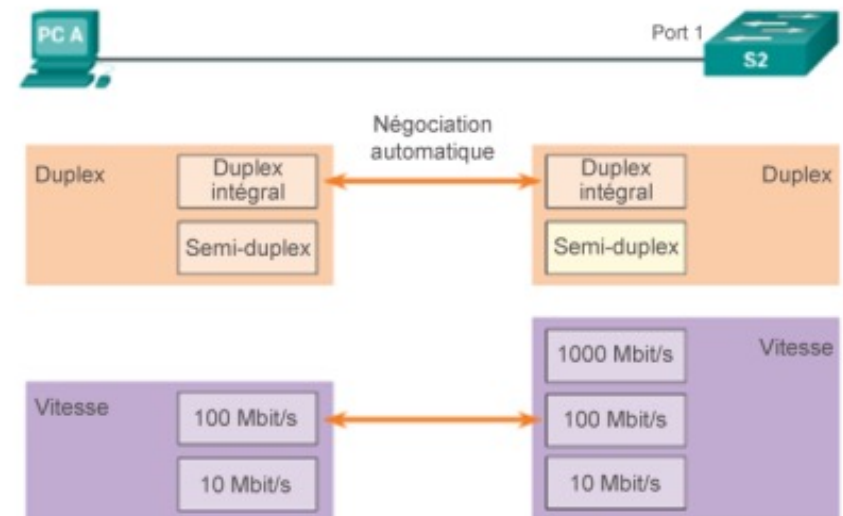 PC A
Port 1
S2
Négociation
automatique
Duplex
Duplex
intégral
Semi-duplex
Duplex
intégral
Semi-duplex
Duplex
Vitesse
100 Mbit/s
10 Mbit/s
1000 Mbit/s
100 Mbit/s
10 Mbit/s
Vitesse